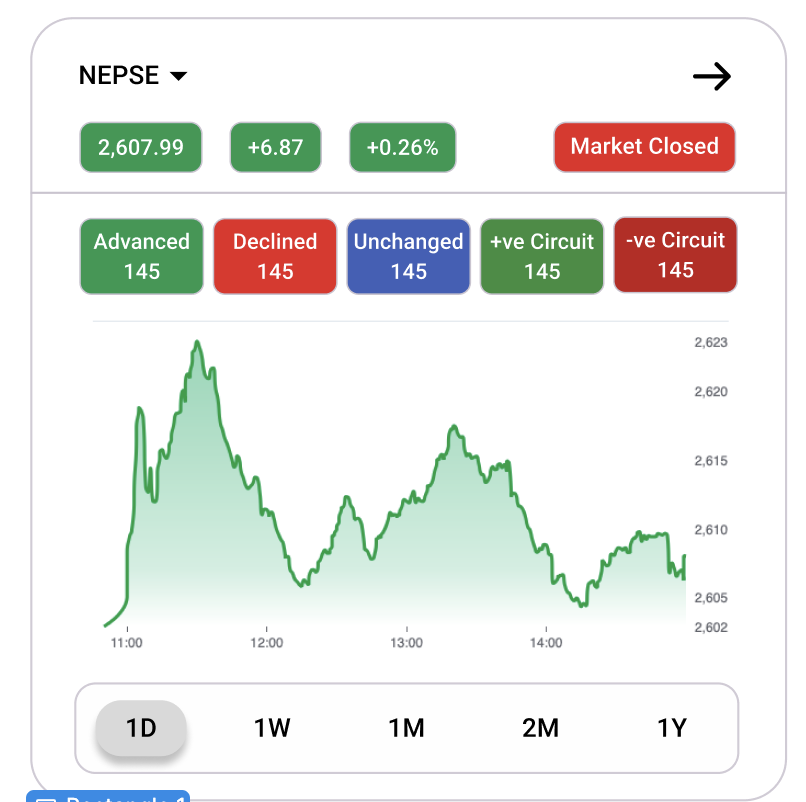 NEPSE
2,607.99 +6.87 +0.26% Market Closed
Advanced Declined Unchanged +ve Circuit -ve Circuit
145 145 145 145 145
2,623
2,620
2,615
2,610
2,605
2,602
11:00 12:00 13:00 14:00
1D 1W 1M 2M 1Y
Rectangle 1